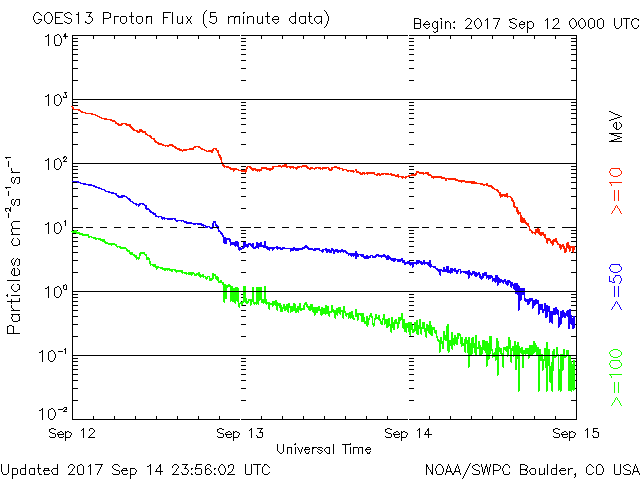 GOES13 Proton Flux (5 minute data)
Begin: 2017 Sep 12 0000 UTC
10⁴
10³
10²
10¹
10⁰
10⁻¹
10⁻²
Particles cm⁻²s⁻¹sr⁻¹
MeV
>=10
>=50
>=100
Sep 12
Sep 13
Sep 14
Sep 15
Universal Time
Updated 2017 Sep 14 23:56:02 UTC
NOAA/SWPC Boulder, CO USA